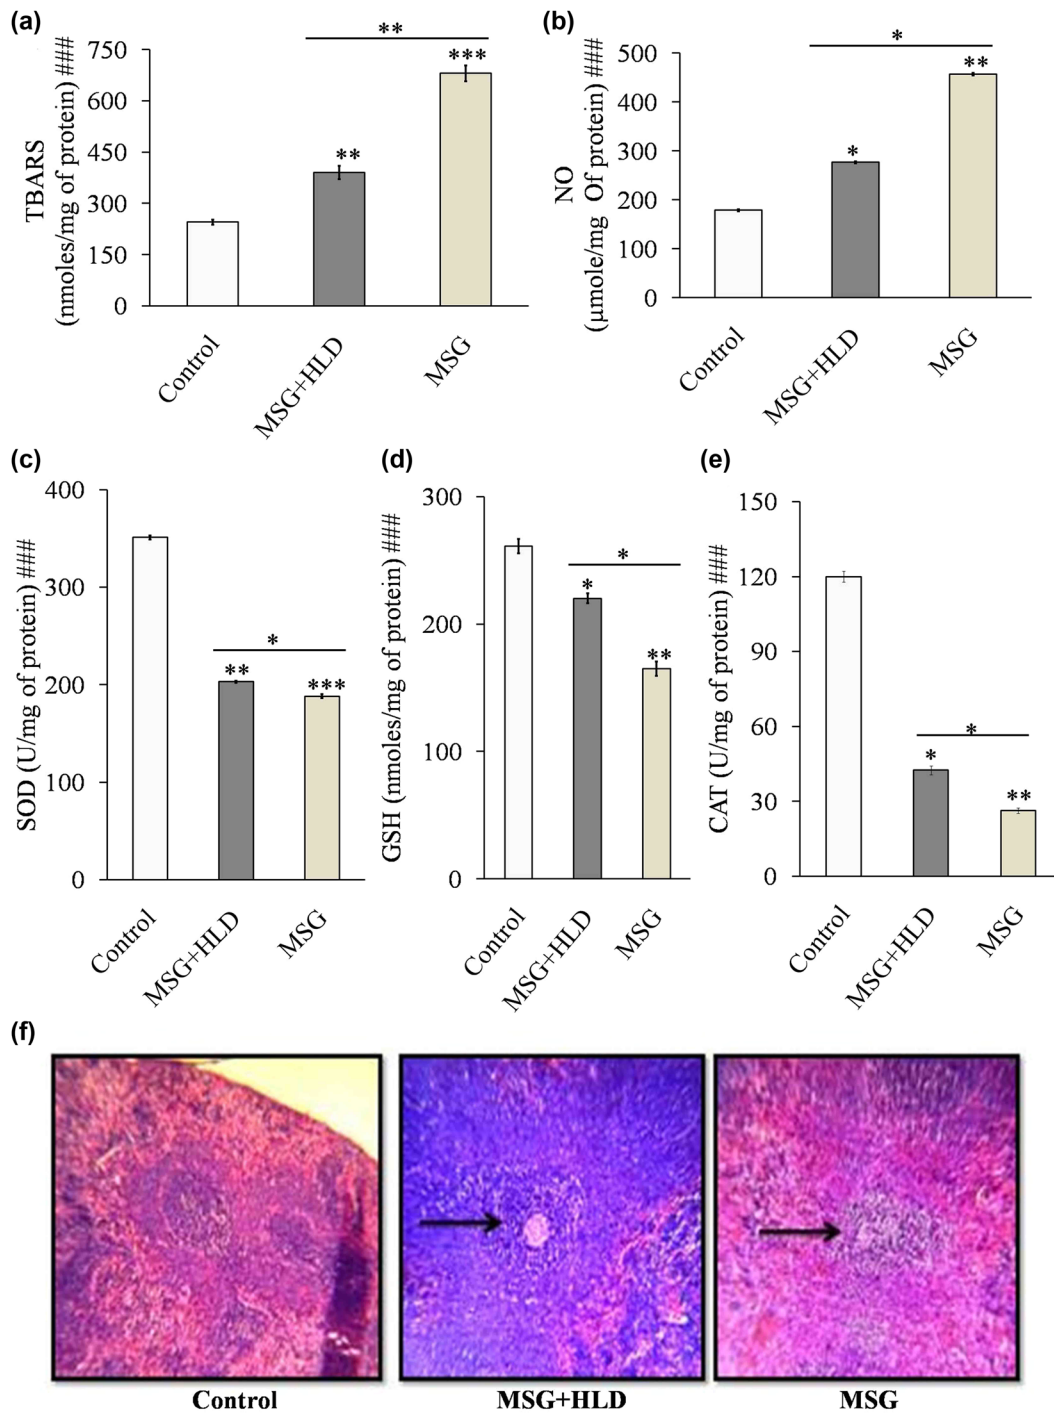 (a)
**
TBARS
(nmoles/mg of protein) ###
750
600
450
300
150
0
**
***
Control
MSG+HLD
MSG
(b)
*
NO
(µmole/mg Of protein) ###
500
400
300
200
100
0
*
**
Control
MSG+HLD
MSG
(c)
SOD (U/mg of protein) ###
400
300
200
100
0
*
**
***
Control
MSG+HLD
MSG
(d)
GSH (nmoles/mg of protein) ###
300
200
100
0
*
*
**
Control
MSG+HLD
MSG
(e)
CAT (U/mg of protein) ###
150
120
90
60
30
0
*
*
**
Control
MSG+HLD
MSG
(f)
Control
MSG+HLD
MSG